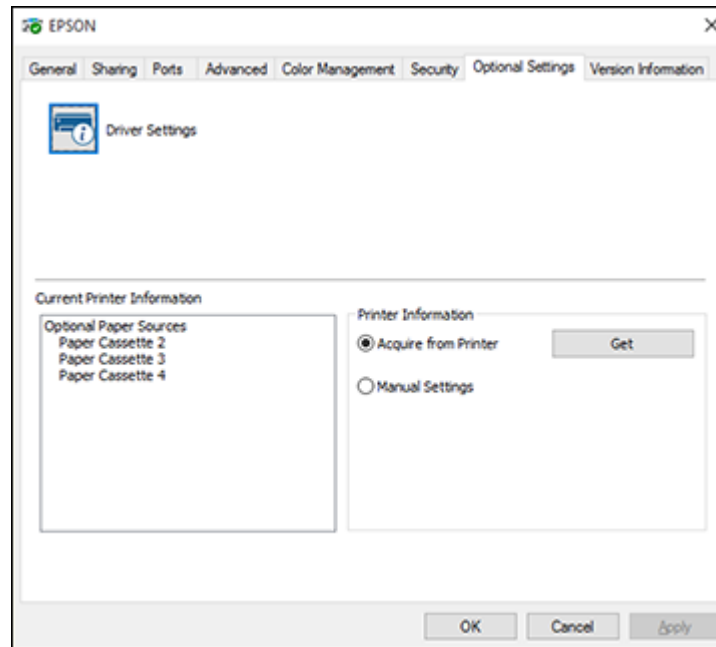 EPSON
General Sharing Ports Advanced Color Management Security Optional Settings Version Information
Driver Settings
Current Printer Information
Optional Paper Sources
Paper Cassette 2
Paper Cassette 3
Paper Cassette 4
Printer Information
Acquire from Printer
Get
Manual Settings
OK Cancel Apply